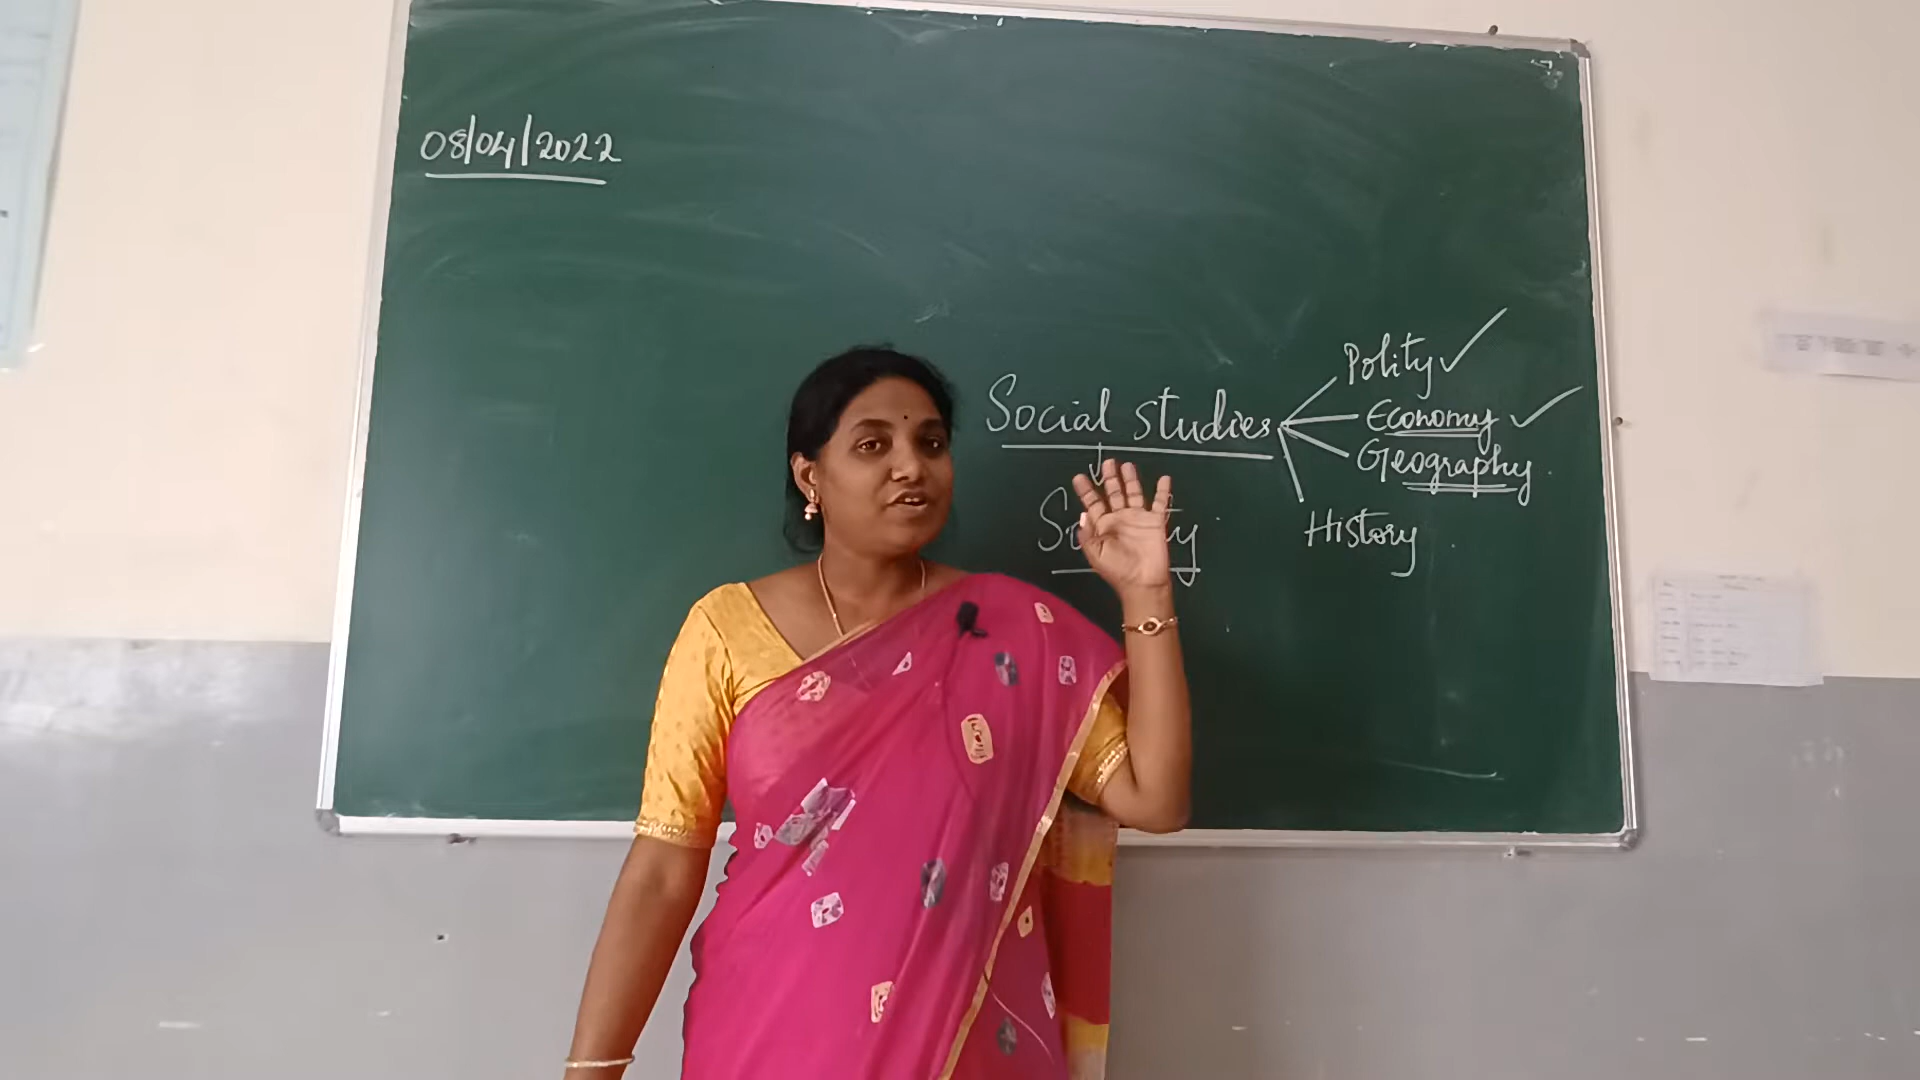 08/04/2022
Social studies
Polity
Economy
Geography
History